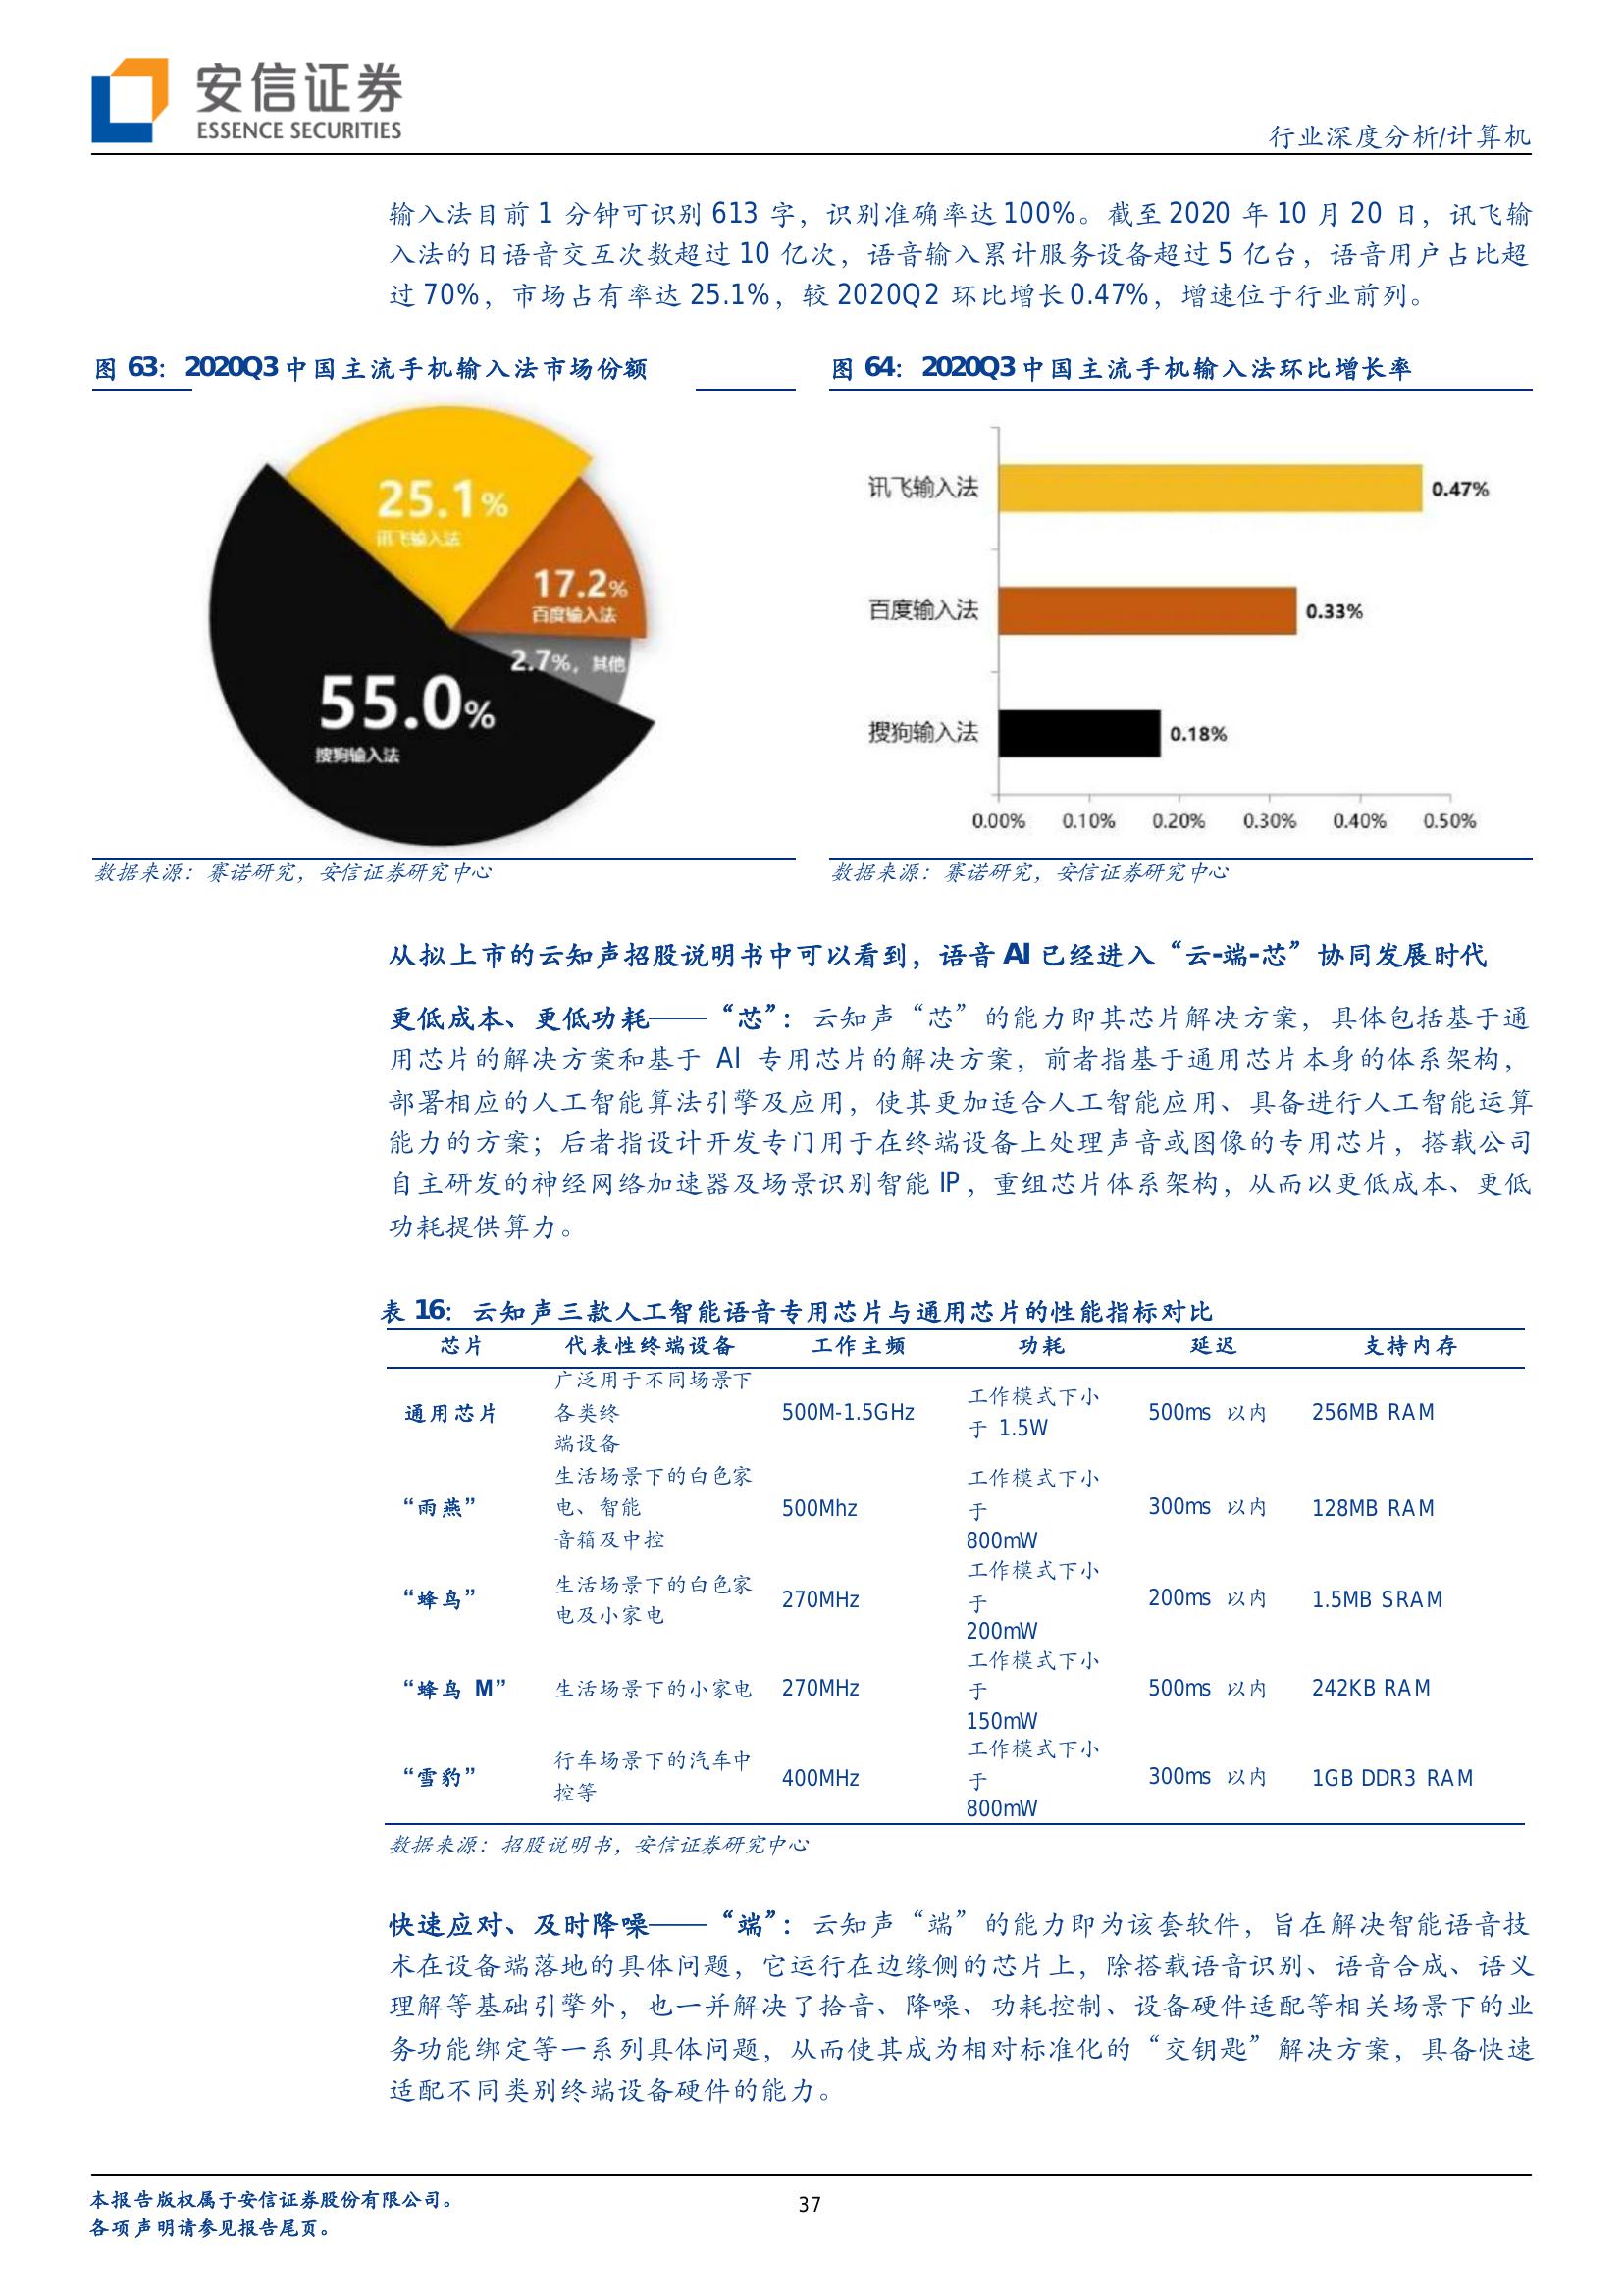 安信证券
ESSENCE SECURITIES
行业深度分析/计算机
输入法目前 1 分钟可识别 613 字，识别准确率达 100%。截至 2020 年 10 月 20 日，讯飞输
入法的日语音交互次数超过 10 亿次，语音输入累计服务设备超过 5 亿台，语音用户占比超
过 70%，市场占有率达 25.1%，较 2020Q2 环比增长 0.47%，增速位于行业前列。
图 63：2020Q3 中国主流手机输入法市场份额
25.1%
讯飞输入法
17.2%
百度输入法
2.7%，其他
55.0%
搜狗输入法
数据来源：赛诺研究，安信证券研究中心
图 64：2020Q3 中国主流手机输入法环比增长率
讯飞输入法 0.47%
百度输入法 0.33%
搜狗输入法 0.18%
0.00% 0.10% 0.20% 0.30% 0.40% 0.50%
数据来源：赛诺研究，安信证券研究中心
从拟上市的云知声招股说明书中可以看到，语音 AI 已经进入“云-端-芯”协同发展时代
更低成本、更低功耗——“芯”：云知声“芯”的能力即其芯片解决方案，具体包括基于通
用芯片的解决方案和基于 AI 专用芯片的解决方案，前者指基于通用芯片本身的体系架构，
部署相应的人工智能算法引擎及应用，使其更加适合人工智能应用、具备进行人工智能运算
能力的方案；后者指设计开发专门用于在终端设备上处理声音或图像的专用芯片，搭载公司
自主研发的神经网络加速器及场景识别智能 IP，重组芯片体系架构，从而以更低成本、更低
功耗提供算力。
表 16：云知声三款人工智能语音专用芯片与通用芯片的性能指标对比
芯片 代表性终端设备 工作主频 功耗 延迟 支持内存
广泛用于不同场景下
各类终
端设备
通用芯片 500M-1.5GHz
工作模式下小
于 1.5W
500ms 以内 256MB RAM
生活场景下的白色家
电、智能
音箱及中控
“雨燕” 500Mhz
工作模式下小
于
800mW
300ms 以内 128MB RAM
生活场景下的白色家
电及小家电
“蜂鸟” 270MHz
工作模式下小
于
200mW
200ms 以内 1.5MB SRAM
“蜂鸟 M” 生活场景下的小家电 270MHz
工作模式下小
于
150mW
500ms 以内 242KB RAM
行车场景下的汽车中
控等
“雪豹” 400MHz
工作模式下小
于
800mW
300ms 以内 1GB DDR3 RAM
数据来源：招股说明书，安信证券研究中心
快速应对、及时降噪——“端”：云知声“端”的能力即为该套软件，旨在解决智能语音技
术在设备端落地的具体问题，它运行在边缘侧的芯片上，除搭载语音识别、语音合成、语义
理解等基础引擎外，也一并解决了拾音、降噪、功耗控制、设备硬件适配等相关场景下的业
务功能绑定等一系列具体问题，从而使其成为相对标准化的“交钥匙”解决方案，具备快速
适配不同类别终端设备硬件的能力。
本报告版权属于安信证券股份有限公司。
各项声明请参见报告尾页。
37